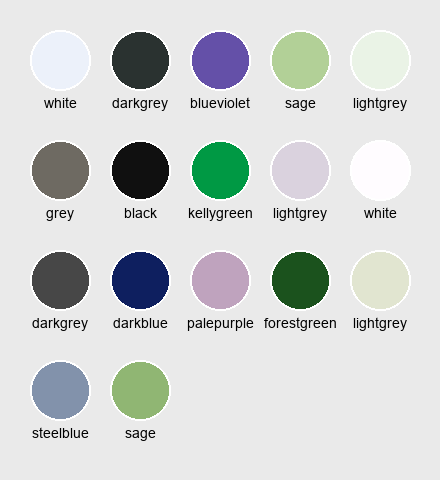 white darkgrey blueviolet sage lightgrey
grey black kellygreen lightgrey white
darkgrey darkblue palepurple forestgreen lightgrey
steelblue sage